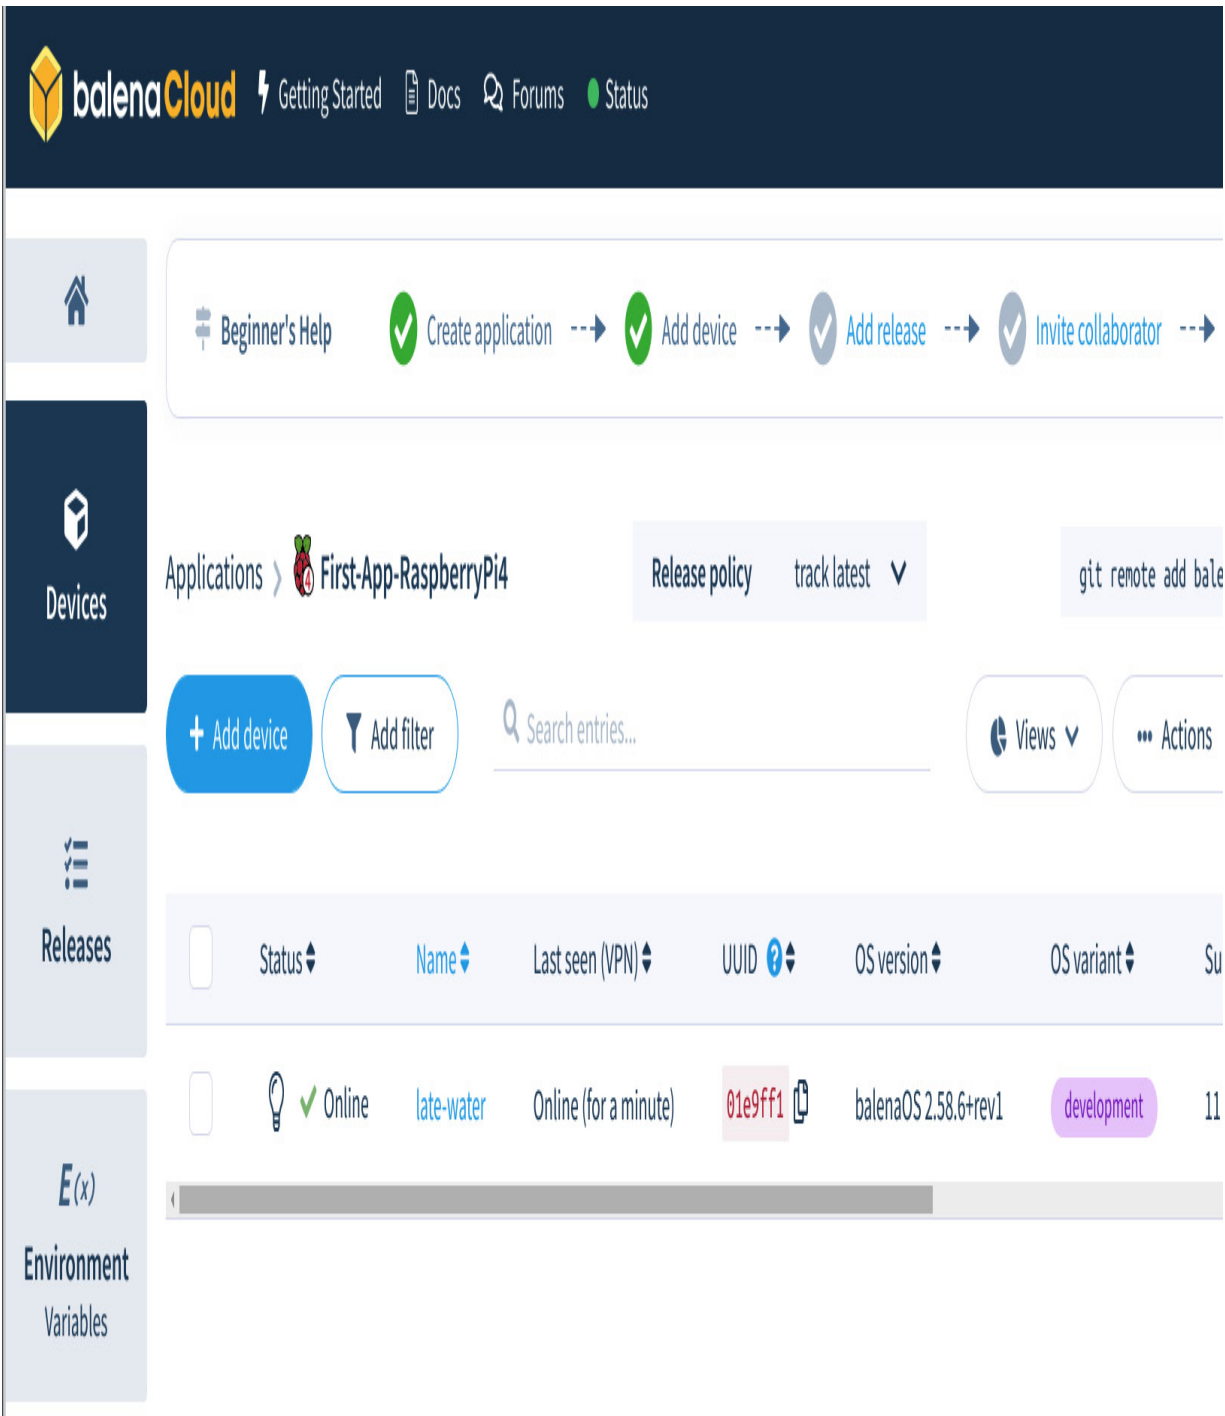 balenaCloud Getting Started Docs Forums Status
Beginner's Help Create application Add device Add release Invite collaborator
Devices
Applications First-App-RaspberryPi4 Release policy track latest git remote add bale
Add device Add filter Search entries... Views ... Actions
Releases
Status Name Last seen (VPN) UUID ? OS version OS variant Su
Online late-water Online (for a minute) 01e9ff1 balenaOS 2.58.6+rev1 development 11
E(x)
Environment
Variables